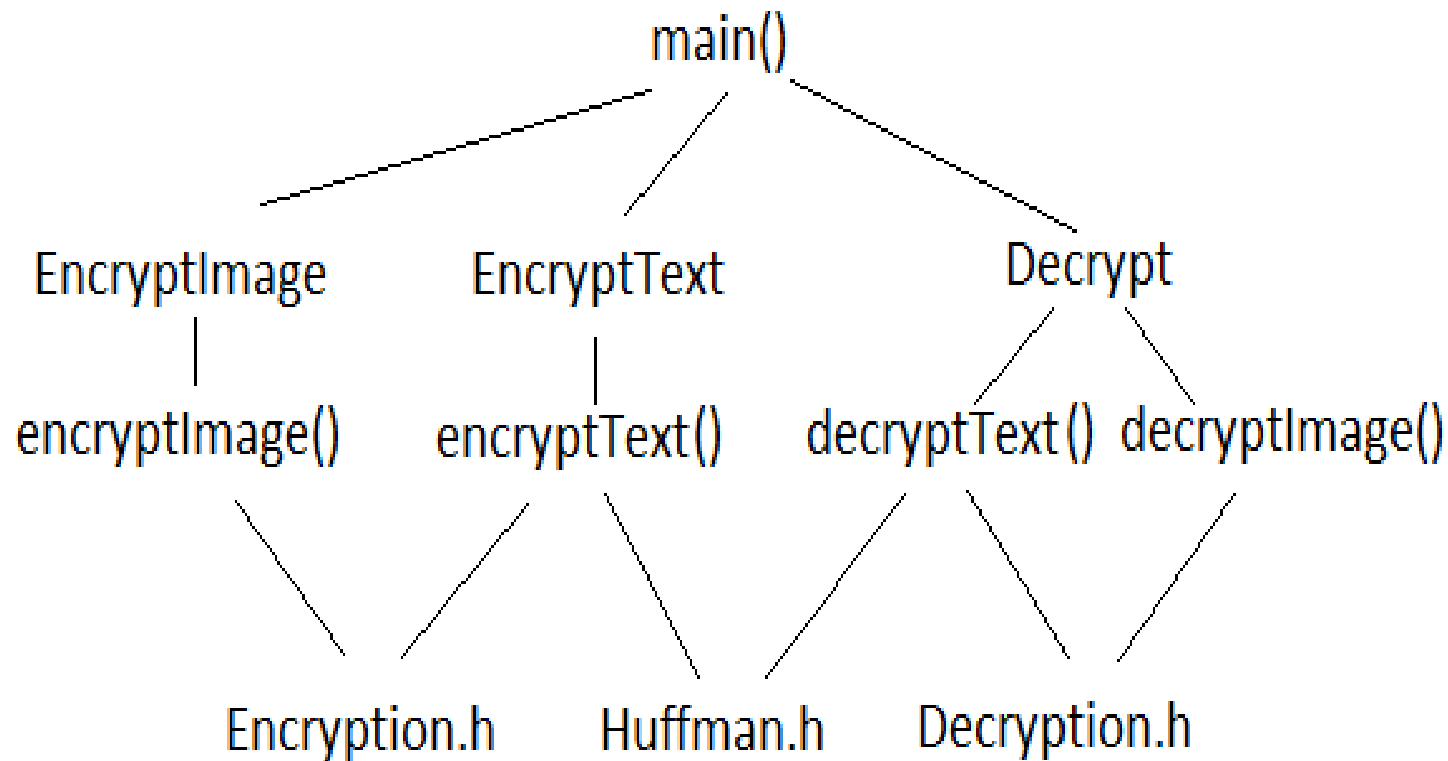 main()
EncryptImage EncryptText Decrypt
encryptImage() encryptText() decryptText() decryptImage()
Encryption.h Huffman.h Decryption.h